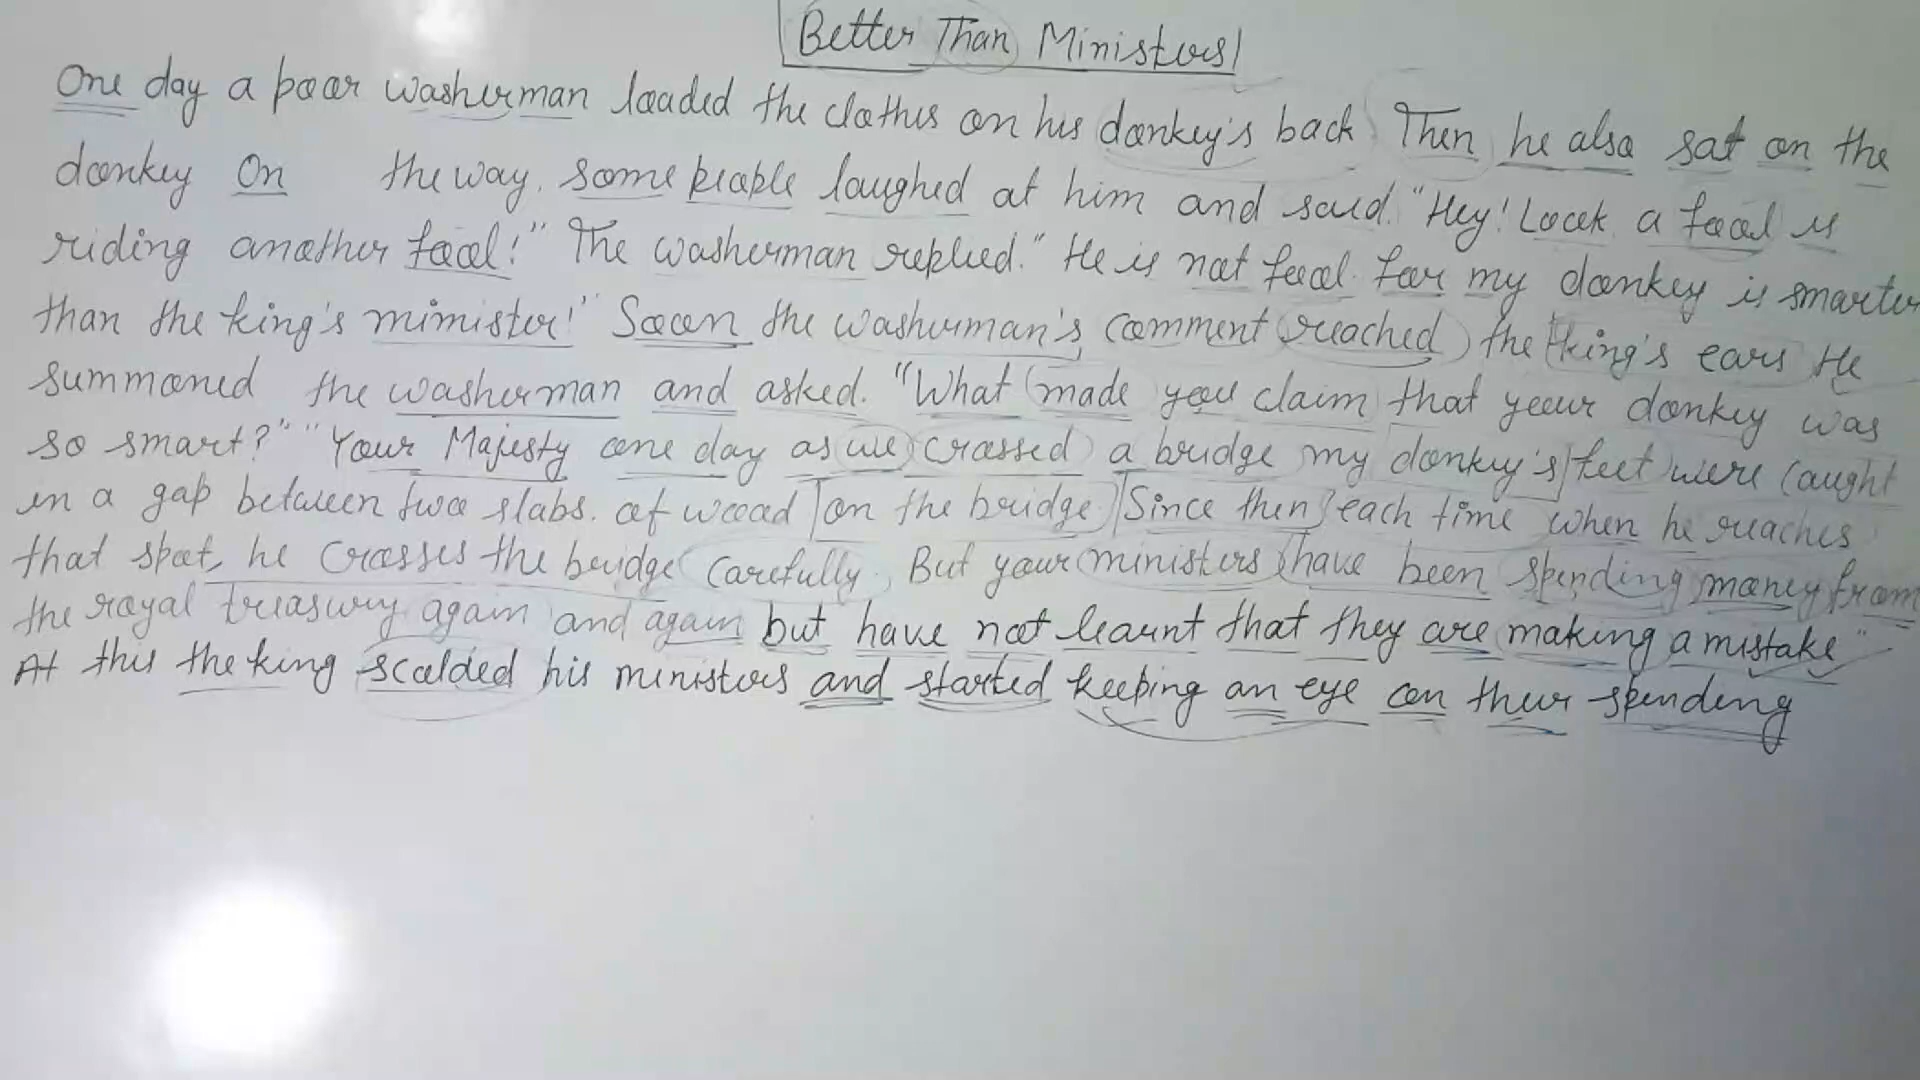 Better Than Ministers
One day a poor washerman loaded the clothes on his donkey's back Then he also sat on the
donkey On the way. some people laughed at him and said. "Hey! Look a fool is
riding another fool!" The washerman replied." He is not fool. For my donkey is smarter
than the king's mimister!" Soon the washerman's comment reached the king's ears He
summoned the washerman and asked. "What made you claim that your donkey was
so smart?" "Your Majesty one day as we crossed a bridge my donkey's feet were caught
in a gap between two slabs. of wood on the bridge. Since then each time when he reaches
that spot, he crosses the bridge carefully. But your ministers have been spending money from
the royal treasury again and again but have not learnt that they are making a mistake"
At this the king scolded his ministers and started keeping an eye on their spending